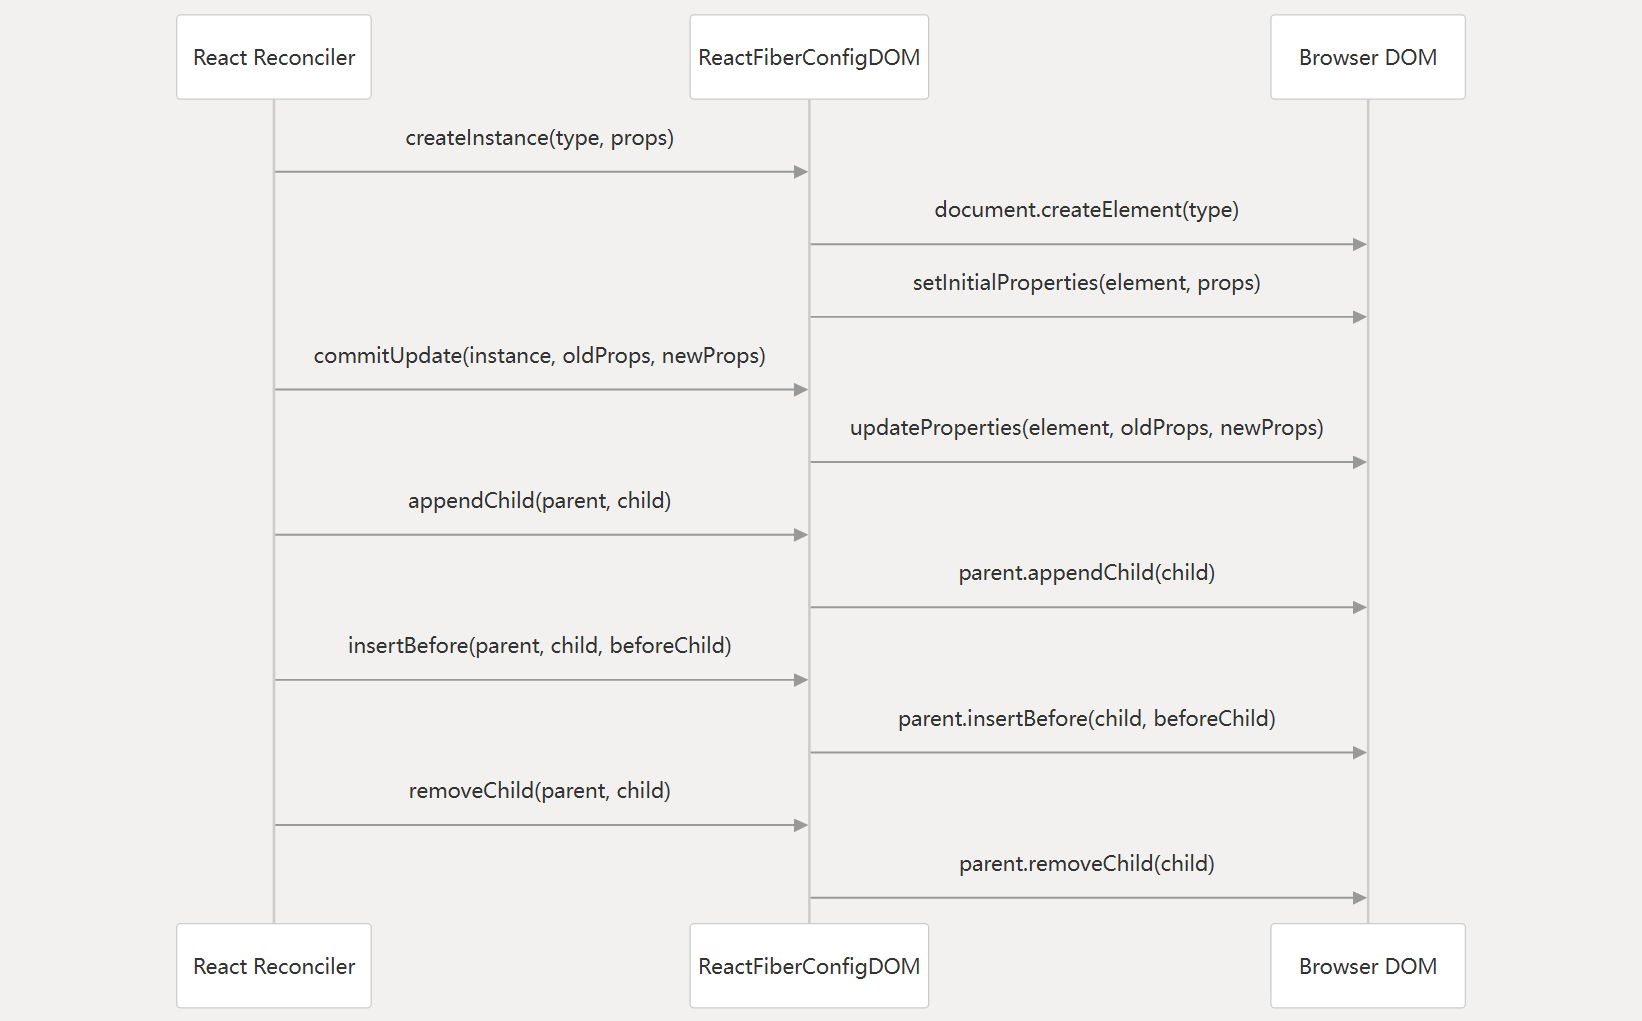 React Reconciler
ReactFiberConfigDOM
Browser DOM
createInstance(type, props)
document.createElement(type)
setInitialProperties(element, props)
commitUpdate(instance, oldProps, newProps)
updateProperties(element, oldProps, newProps)
appendChild(parent, child)
parent.appendChild(child)
insertBefore(parent, child, beforeChild)
parent.insertBefore(child, beforeChild)
removeChild(parent, child)
parent.removeChild(child)
React Reconciler
ReactFiberConfigDOM
Browser DOM